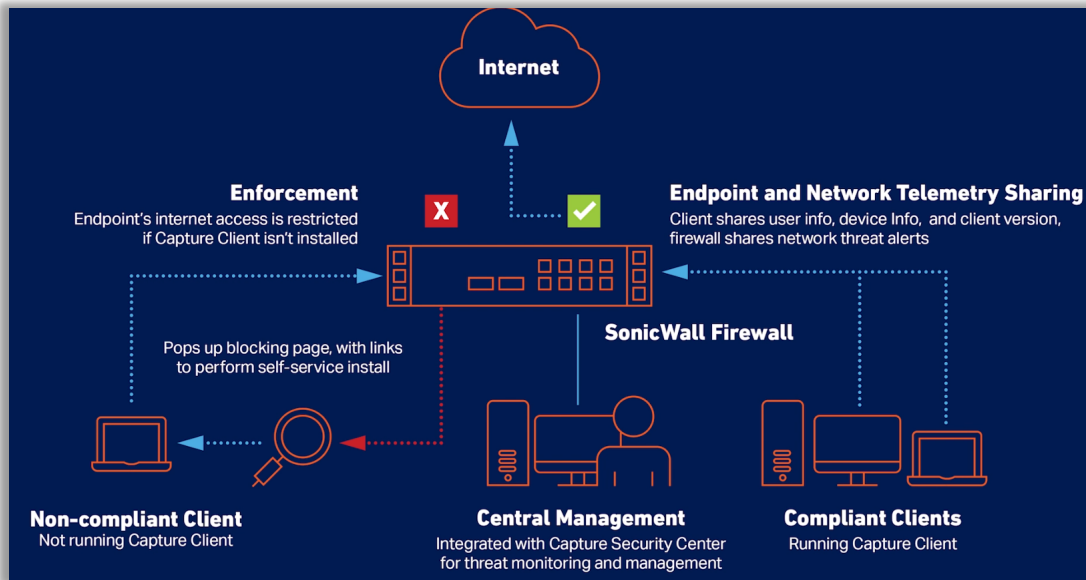 Internet
Enforcement
Endpoint's internet access is restricted
if Capture Client isn't installed
X
Endpoint and Network Telemetry Sharing
Client shares user info, device Info, and client version,
firewall shares network threat alerts
SonicWall Firewall
Pops up blocking page, with links
to perform self-service install
Non-compliant Client
Not running Capture Client
Central Management
Integrated with Capture Security Center
for threat monitoring and management
Compliant Clients
Running Capture Client